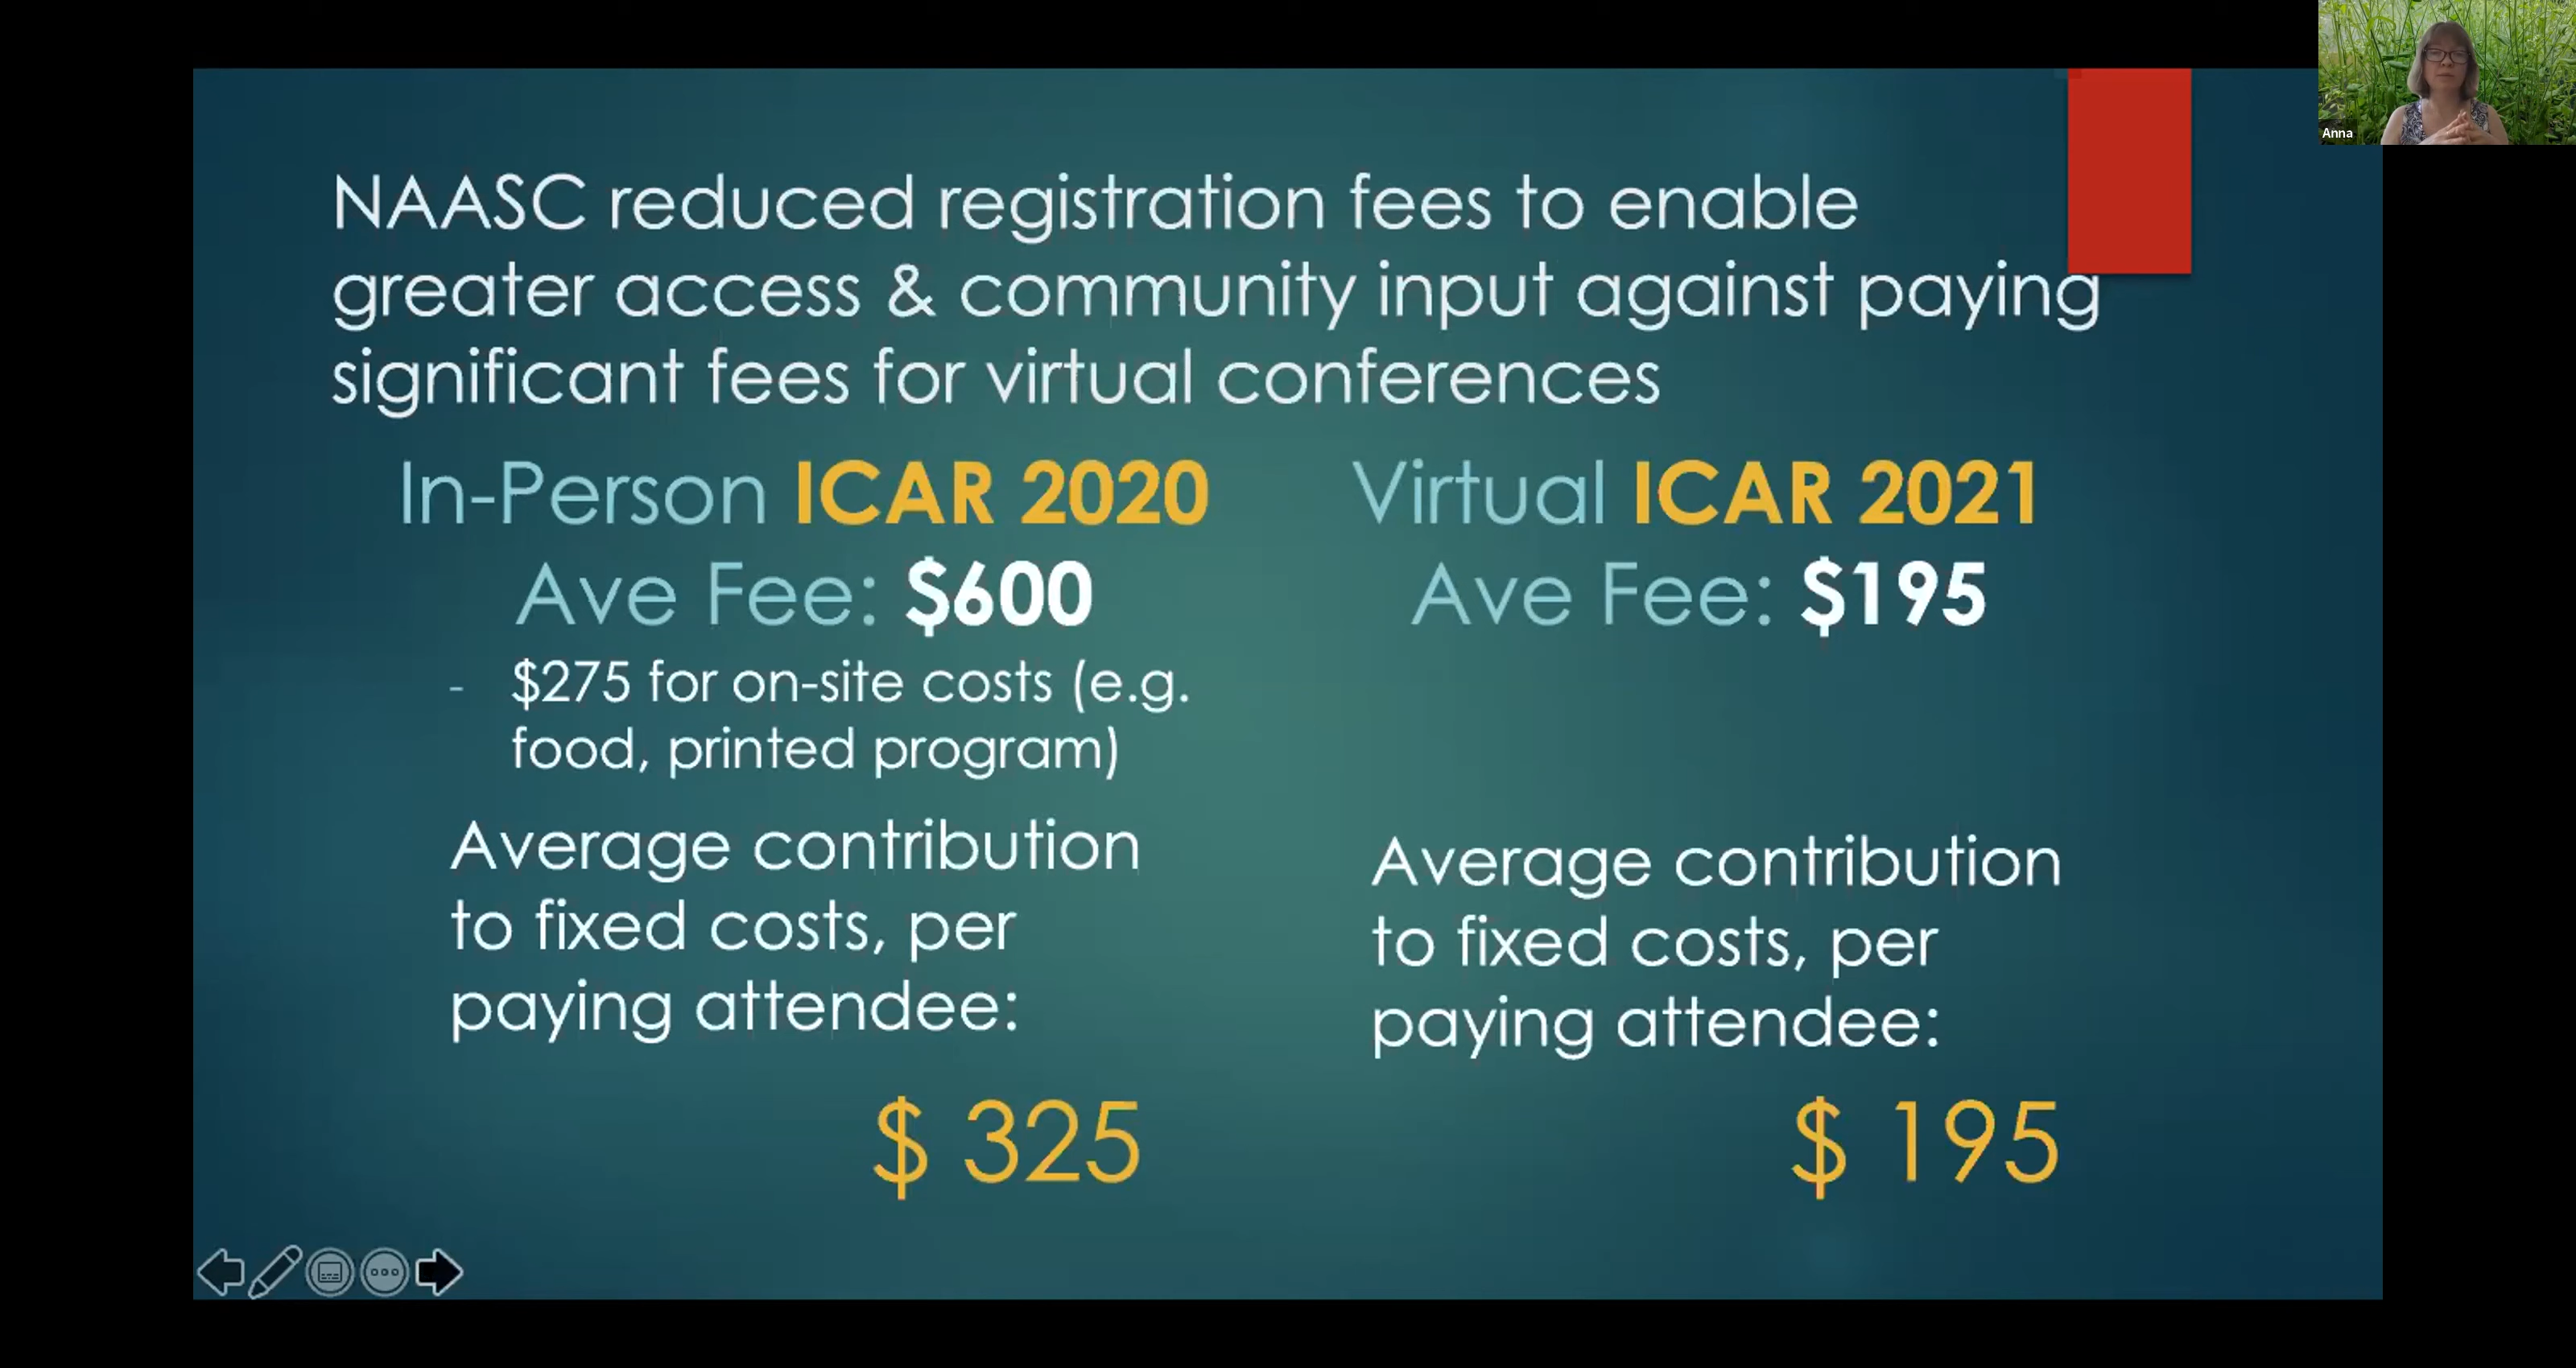 Anna
NAASC reduced registration fees to enable
greater access & community input against paying
significant fees for virtual conferences
In-Person ICAR 2020
Ave Fee: $600
- $275 for on-site costs (e.g.
food, printed program)
Average contribution
to fixed costs, per
paying attendee:
$ 325
Virtual ICAR 2021
Ave Fee: $195
Average contribution
to fixed costs, per
paying attendee:
$ 195